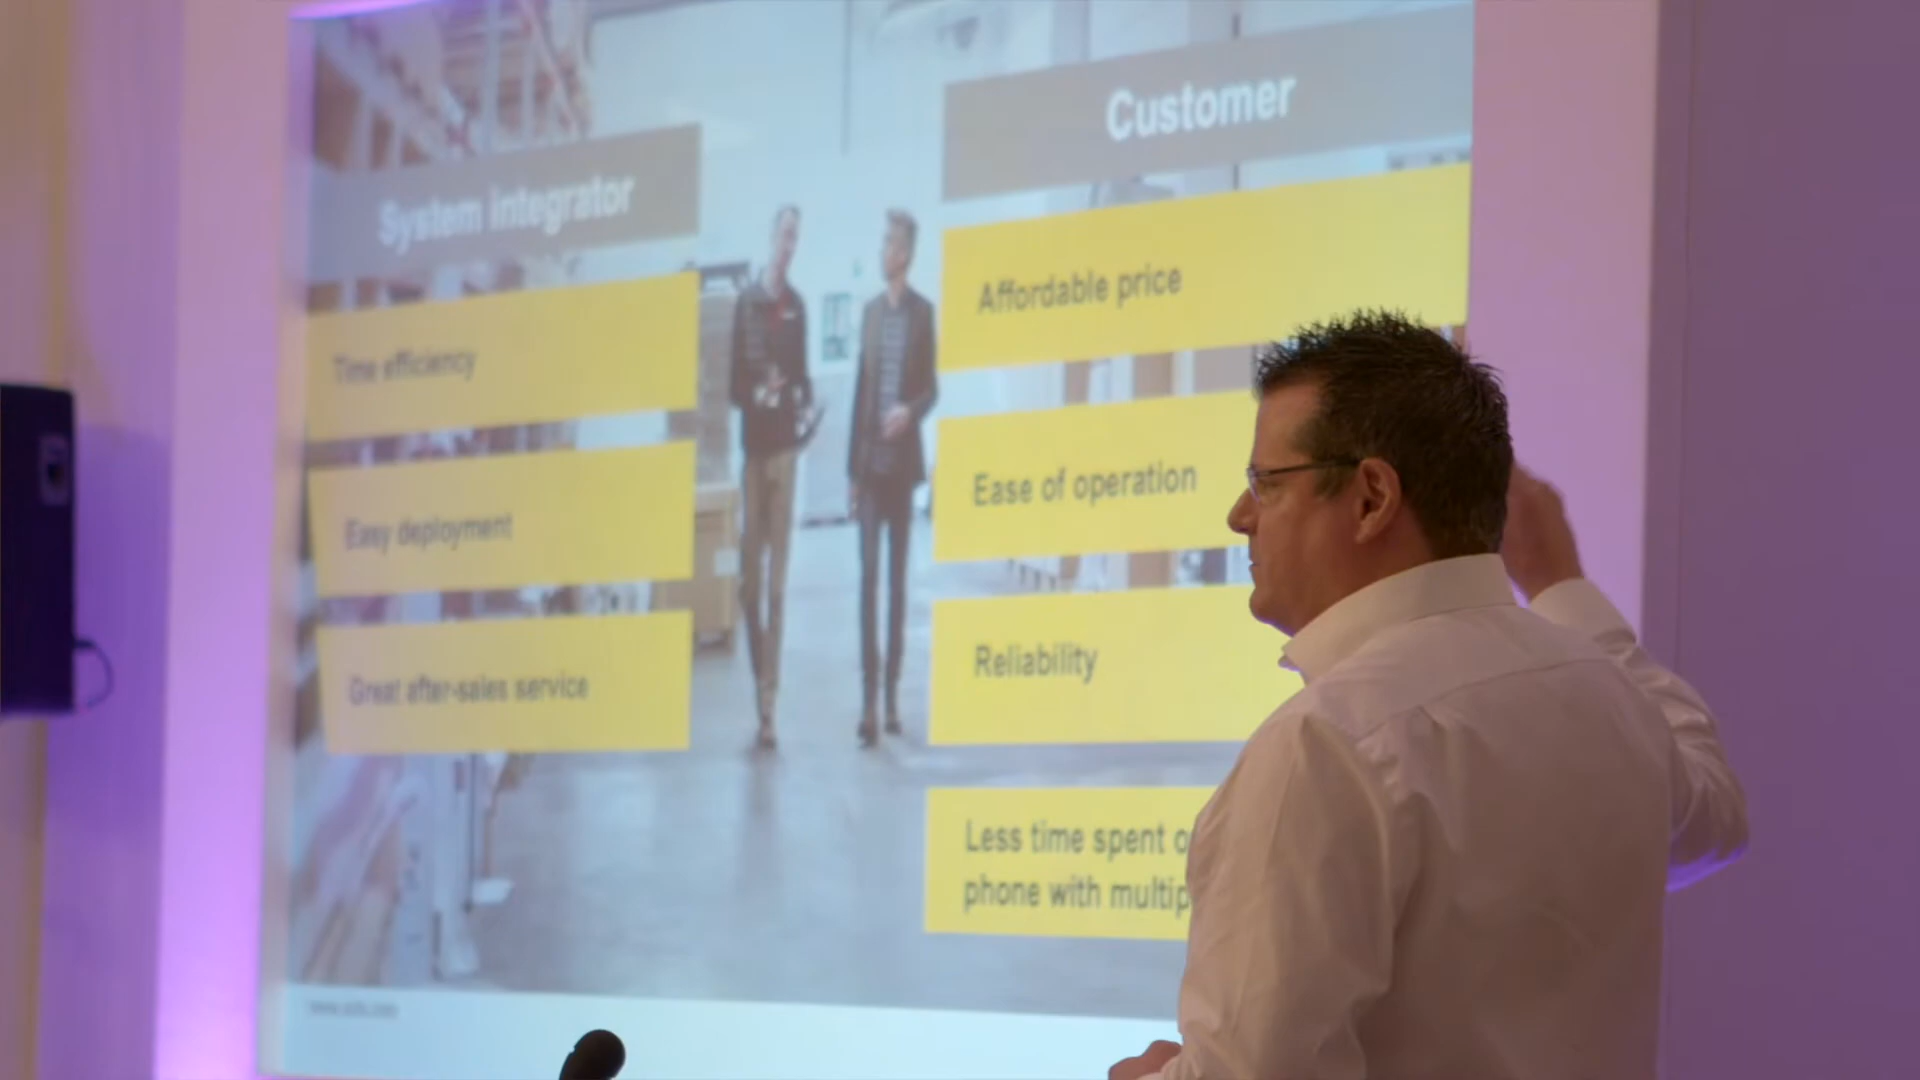 System integrator
Time efficiency
Easy deployment
Great after-sales service
Customer
Affordable price
Ease of operation
Reliability
Less time spent
phone with